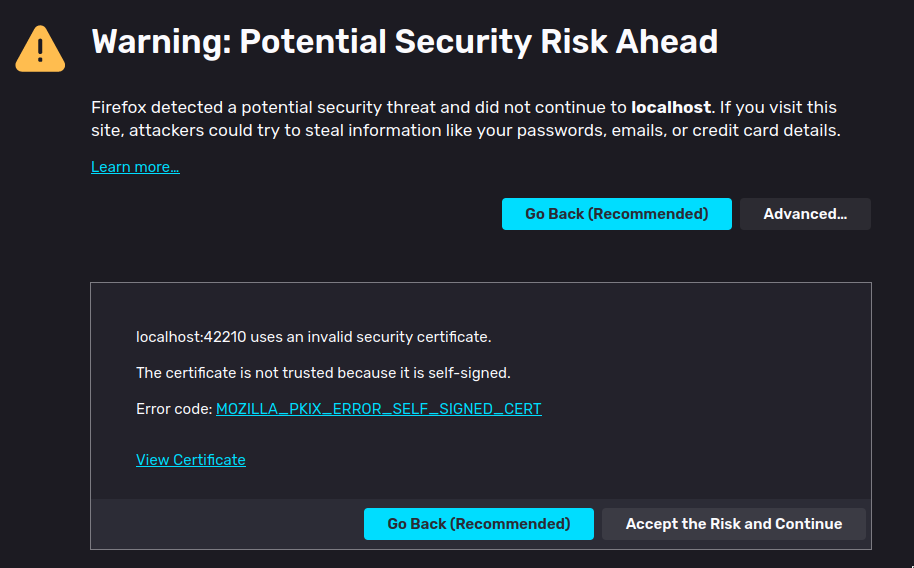 Warning: Potential Security Risk Ahead
Firefox detected a potential security threat and did not continue to localhost. If you visit this
site, attackers could try to steal information like your passwords, emails, or credit card details.
Learn more…
Go Back (Recommended)
Advanced…
localhost:42210 uses an invalid security certificate.
The certificate is not trusted because it is self-signed.
Error code: MOZILLA_PKIX_ERROR_SELF_SIGNED_CERT
View Certificate
Go Back (Recommended)
Accept the Risk and Continue